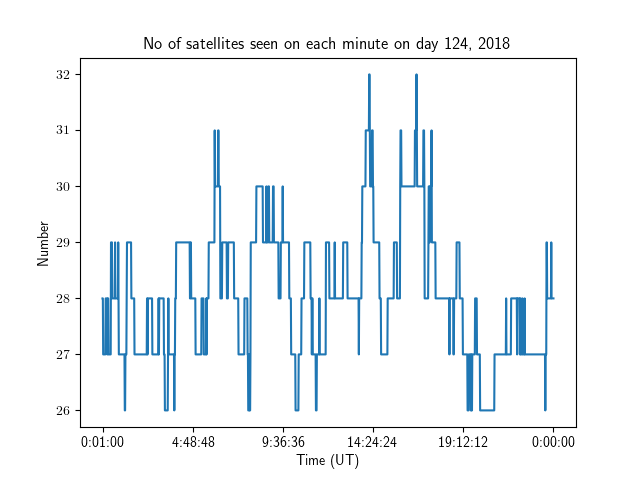 No of satellites seen on each minute on day 124, 2018
32
31
30
29
28
27
26
Number
0:01:00 4:48:48 9:36:36 14:24:24 19:12:12 0:00:00
Time (UT)